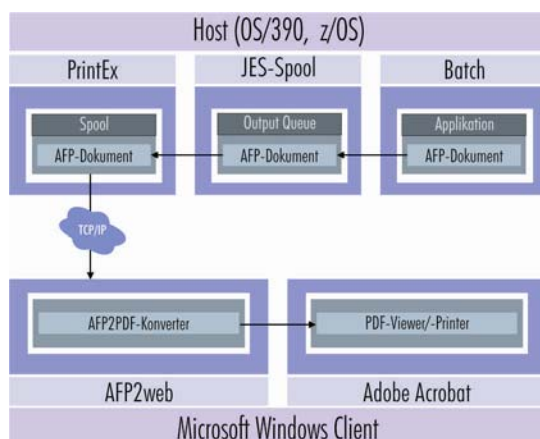 Host (OS/390, z/OS)
PrintEx
JES-Spool
Batch
Spool
Output Queue
Applikation
AFP-Dokument
AFP-Dokument
AFP-Dokument
TCP/IP
AFP2PDF-Konverter
PDF-Viewer/-Printer
AFP2web
Adobe Acrobat
Microsoft Windows Client